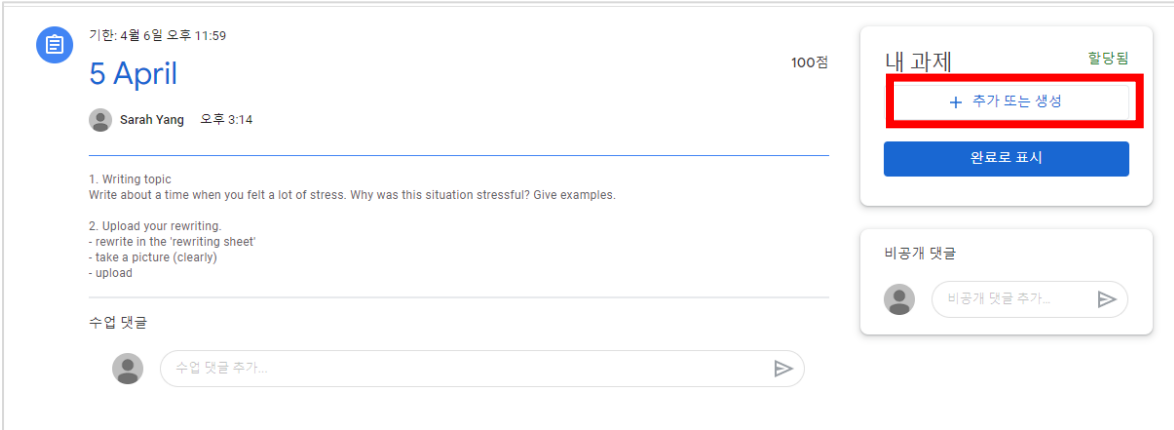 기한: 4월 6일 오후 11:59
5 April
100점
Sarah Yang 오후 3:14
1. Writing topic
Write about a time when you felt a lot of stress. Why was this situation stressful? Give examples.
2. Upload your rewriting.
- rewrite in the 'rewriting sheet'
- take a picture (clearly)
- upload
수업 댓글
수업 댓글 추가...
내 과제
할당됨
+ 추가 또는 생성
완료로 표시
비공개 댓글
비공개 댓글 추가...